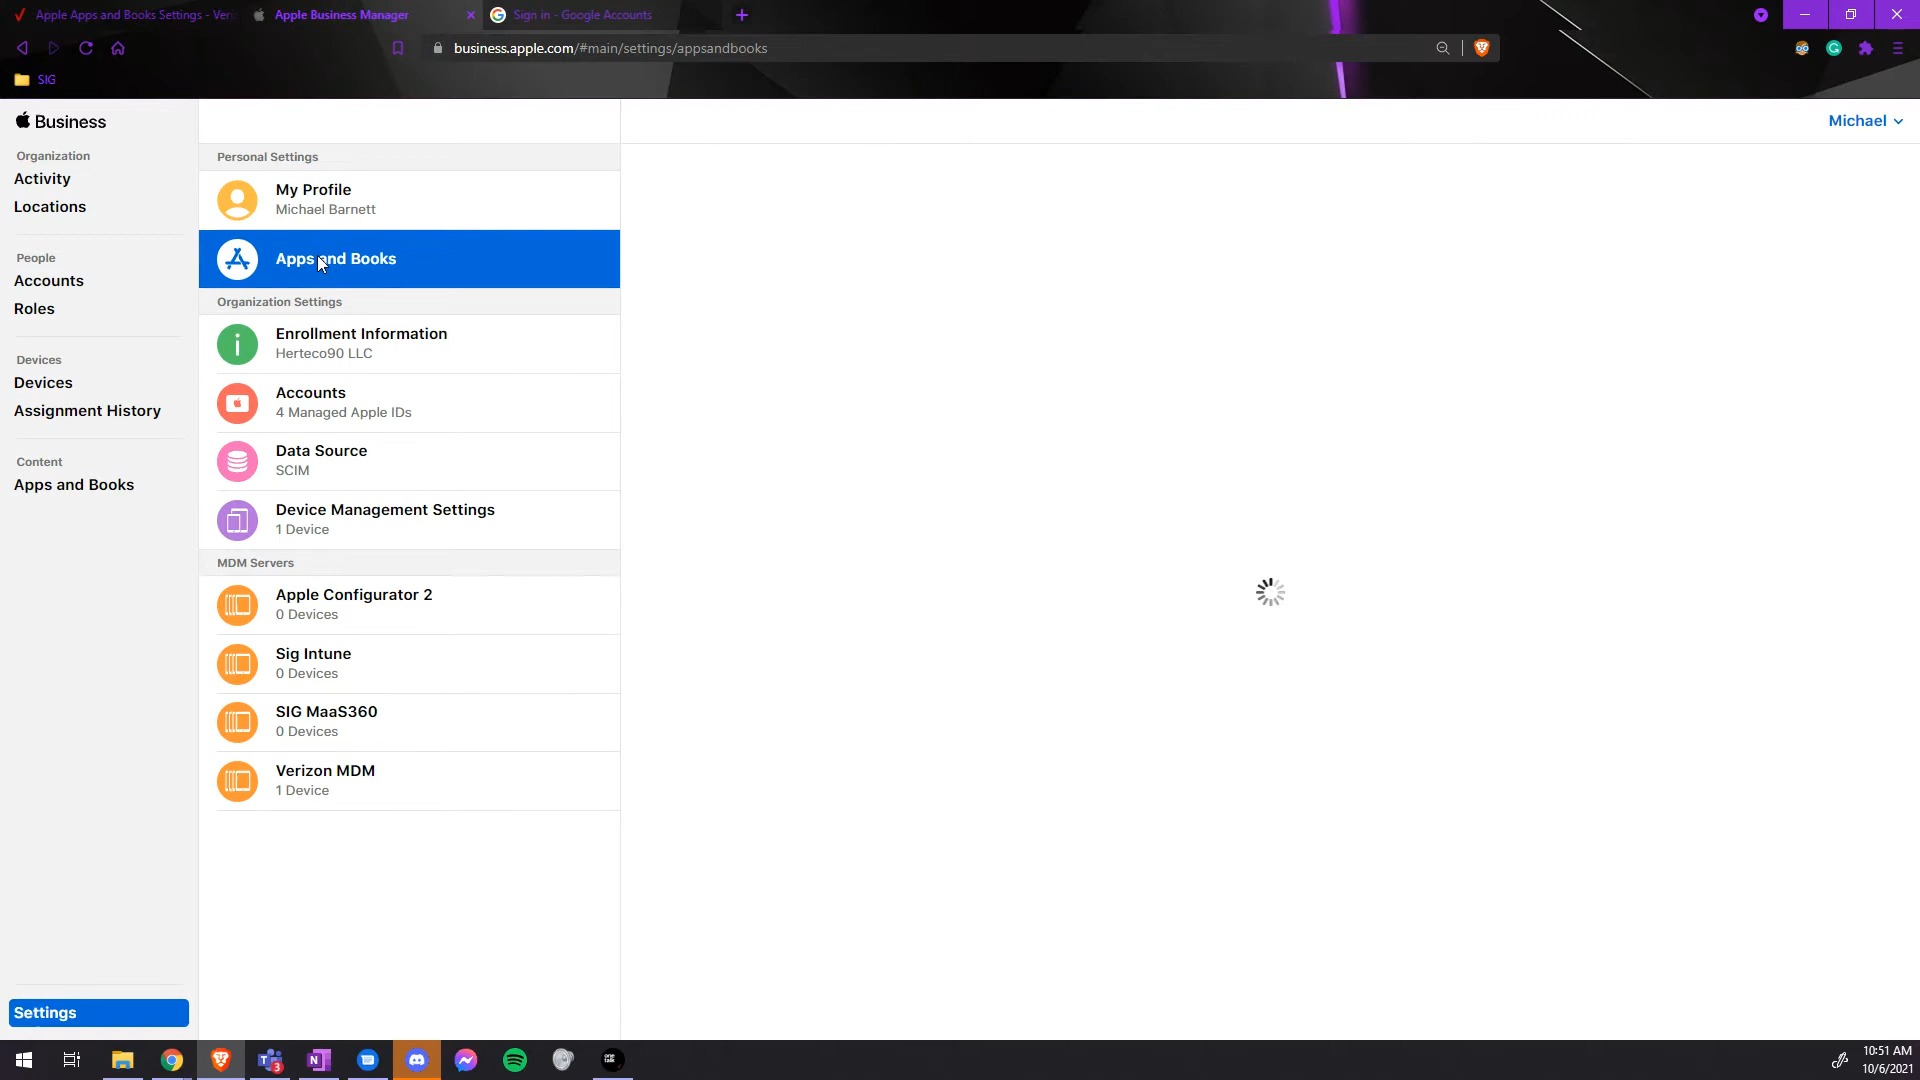 Apple Apps and Books Settings - Veri
Apple Business Manager
Sign in - Google Accounts
business.apple.com/#main/settings/appsandbooks
SIG
Business
Organization
Activity
Locations
People
Accounts
Roles
Devices
Devices
Assignment History
Content
Apps and Books
Settings
Personal Settings
My Profile
Michael Barnett
Apps and Books
Organization Settings
Enrollment Information
Herteco90 LLC
Accounts
4 Managed Apple IDs
Data Source
SCIM
Device Management Settings
1 Device
MDM Servers
Apple Configurator 2
0 Devices
Sig Intune
0 Devices
SIG MaaS360
0 Devices
Verizon MDM
1 Device
Michael
3
one talk
10:51 AM
10/6/2021